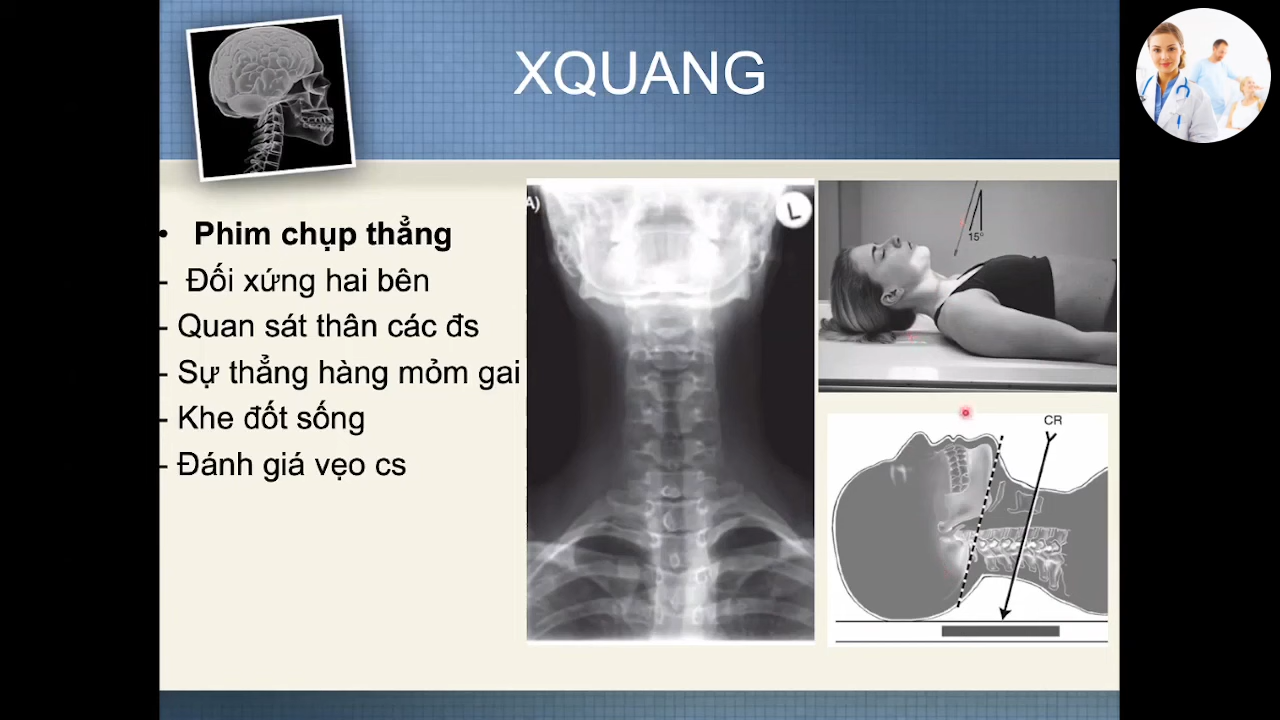 XQUANG
• Phim chụp thẳng
- Đối xứng hai bên
- Quan sát thân các đs
- Sự thẳng hàng mỏm gai
- Khe đốt sống
- Đánh giá vẹo cs
A)
L
15°
CR